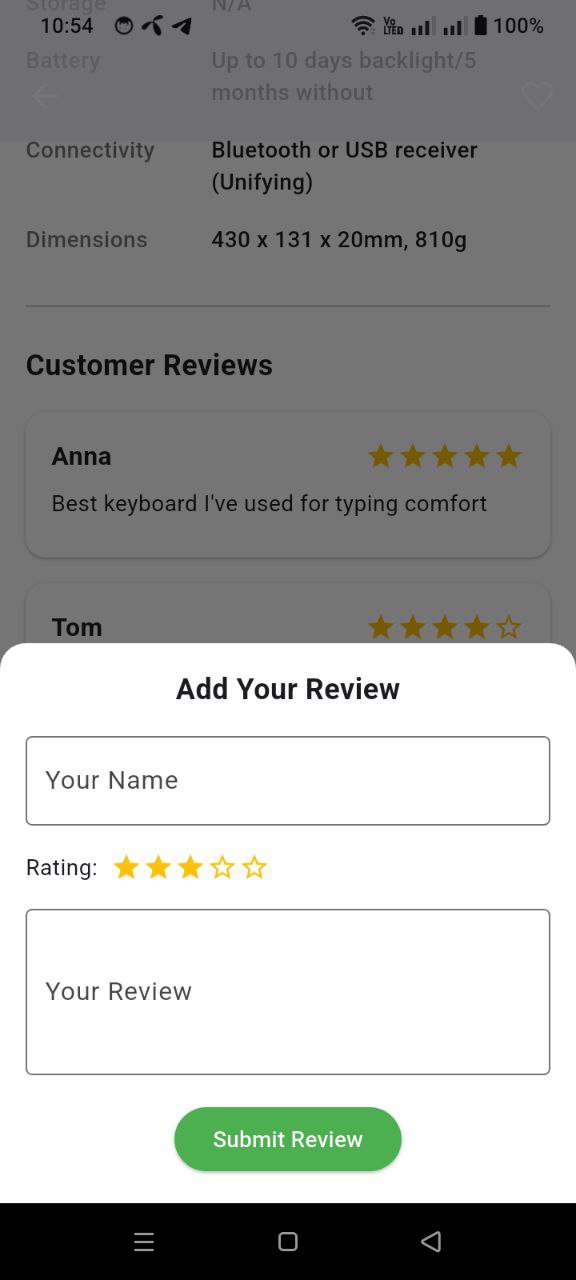 Storage N/A
10:54 Vo LTED 100%
Battery Up to 10 days backlight/5
months without
Connectivity Bluetooth or USB receiver
(Unifying)
Dimensions 430 x 131 x 20mm, 810g
Customer Reviews
Anna
Best keyboard I've used for typing comfort
Tom
Add Your Review
Your Name
Rating:
Your Review
Submit Review